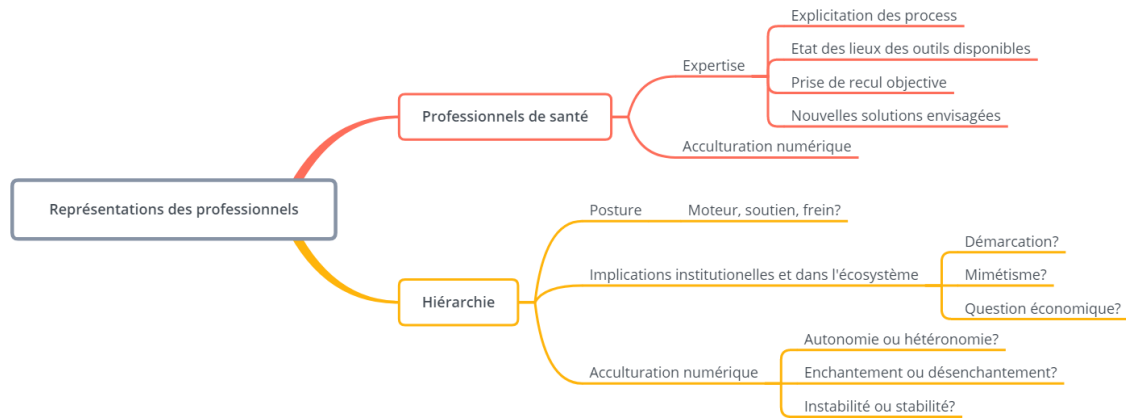 Représentations des professionnels
Professionnels de santé
Expertise
Explicitation des process
Etat des lieux des outils disponibles
Prise de recul objective
Nouvelles solutions envisagées
Acculturation numérique
Hiérarchie
Posture
Moteur, soutien, frein?
Implications institutionelles et dans l'écosystème
Démarcation?
Mimétisme?
Question économique?
Acculturation numérique
Autonomie ou hétéronomie?
Enchantement ou désenchantement?
Instabilité ou stabilité?